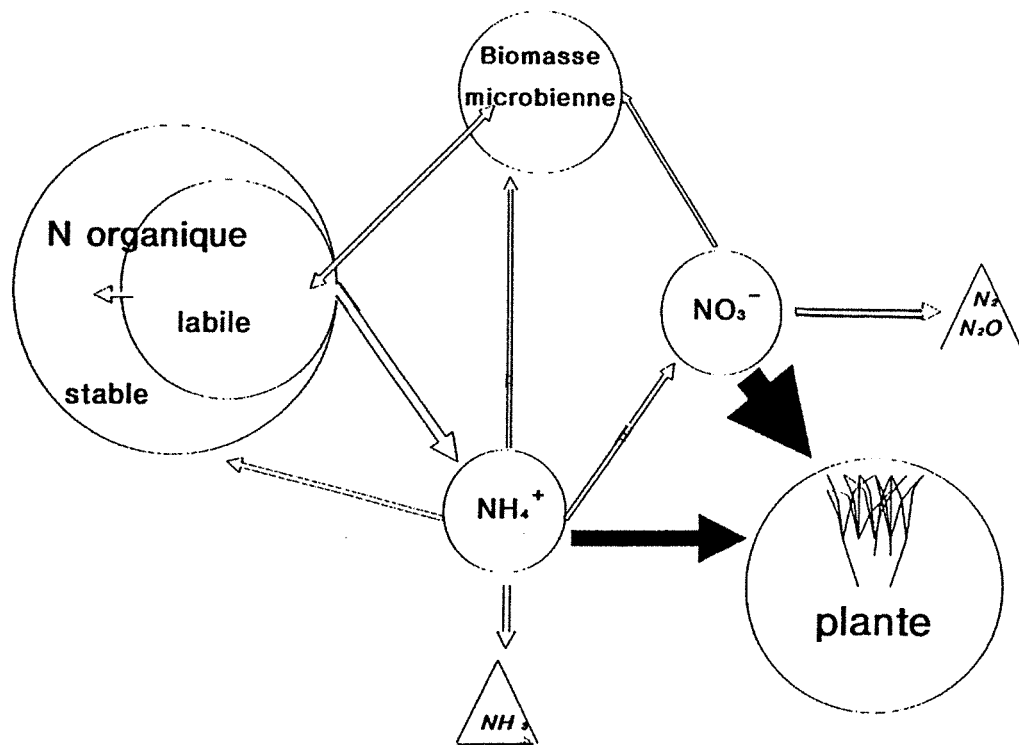 Biomasse
microbienne
N organique
labile
stable
NO₃⁻
N₂
N₂O
NH₄⁺
plante
NH₃